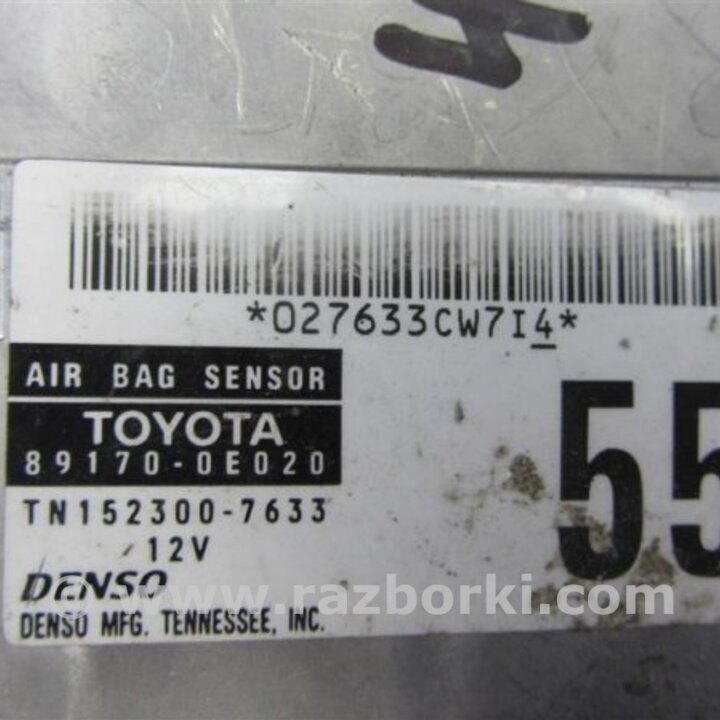 *027633CW7I4*
AIR BAG SENSOR
TOYOTA
89170-0E020
55
TN152300-7633
12V
DENSO
© www.razborki.com
DENSO MFG. TENNESSEE, INC.